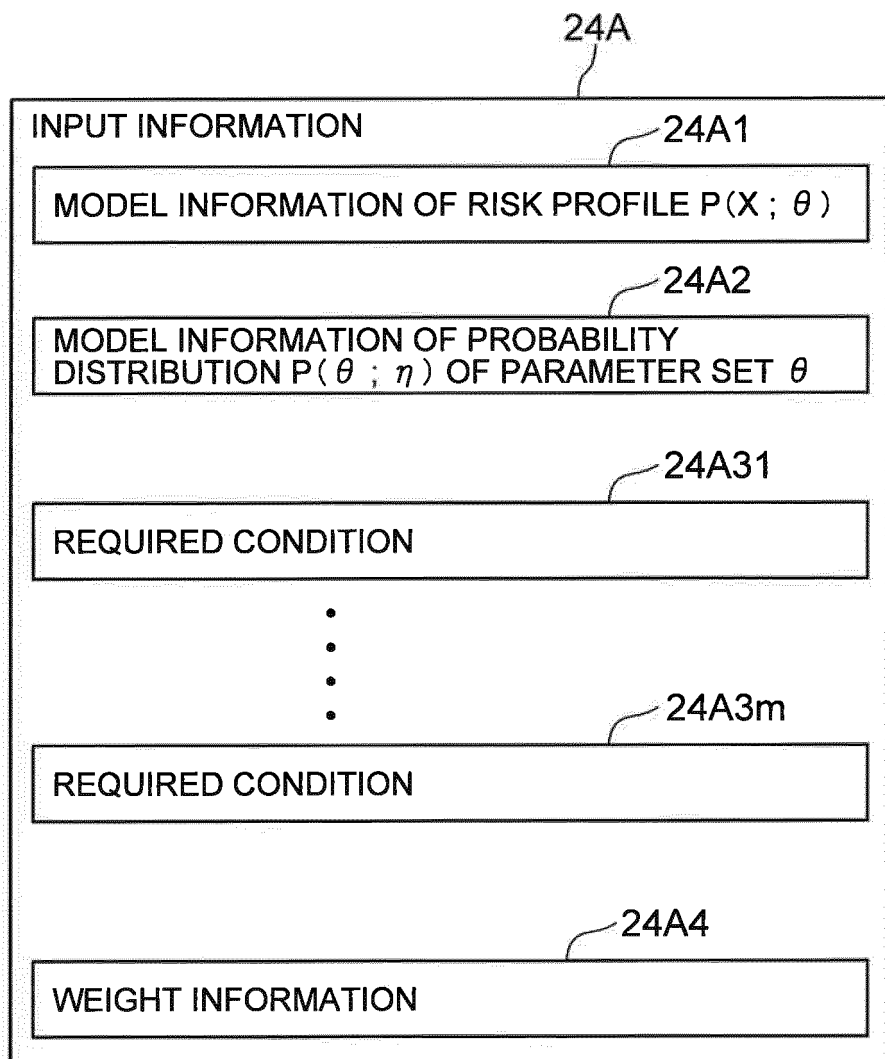 24A
INPUT INFORMATION
24A1
MODEL INFORMATION OF RISK PROFILE P(X ; θ)
24A2
MODEL INFORMATION OF PROBABILITY
DISTRIBUTION P(θ ; η) OF PARAMETER SET θ
24A31
REQUIRED CONDITION
24A3m
REQUIRED CONDITION
24A4
WEIGHT INFORMATION